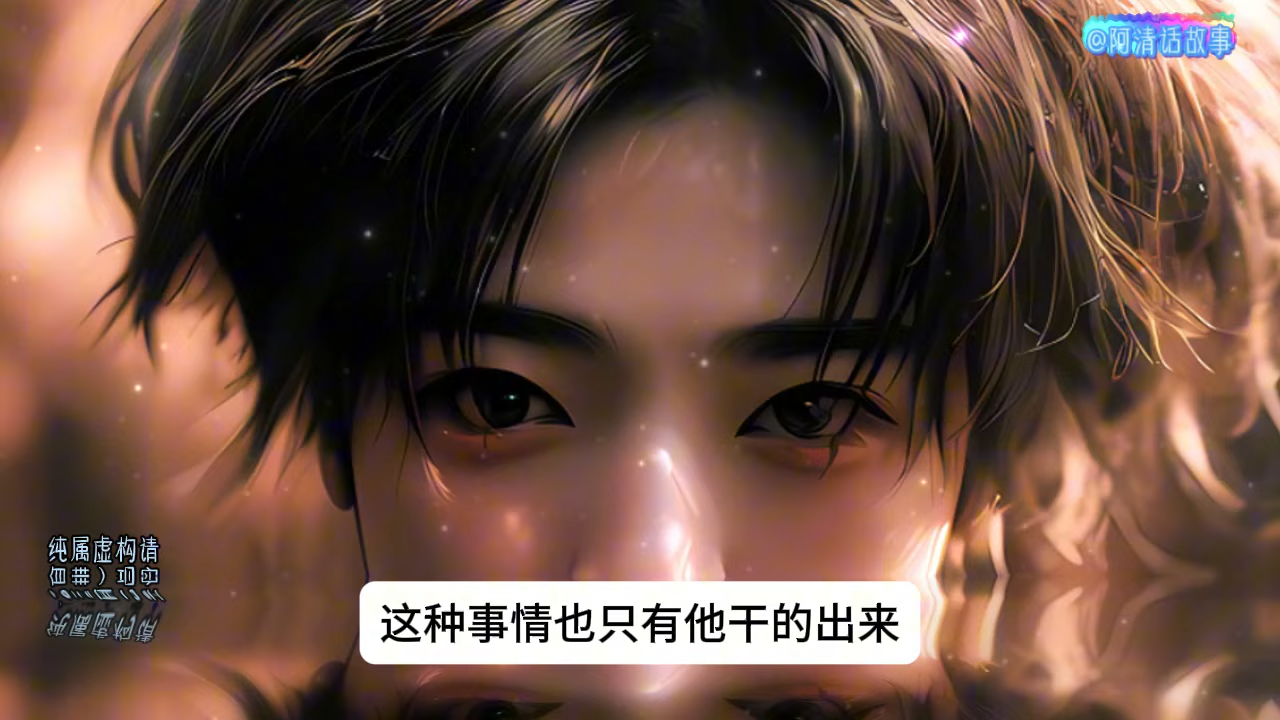 @阿清话故事
纯属虚构请
这种事情也只有他干的出来